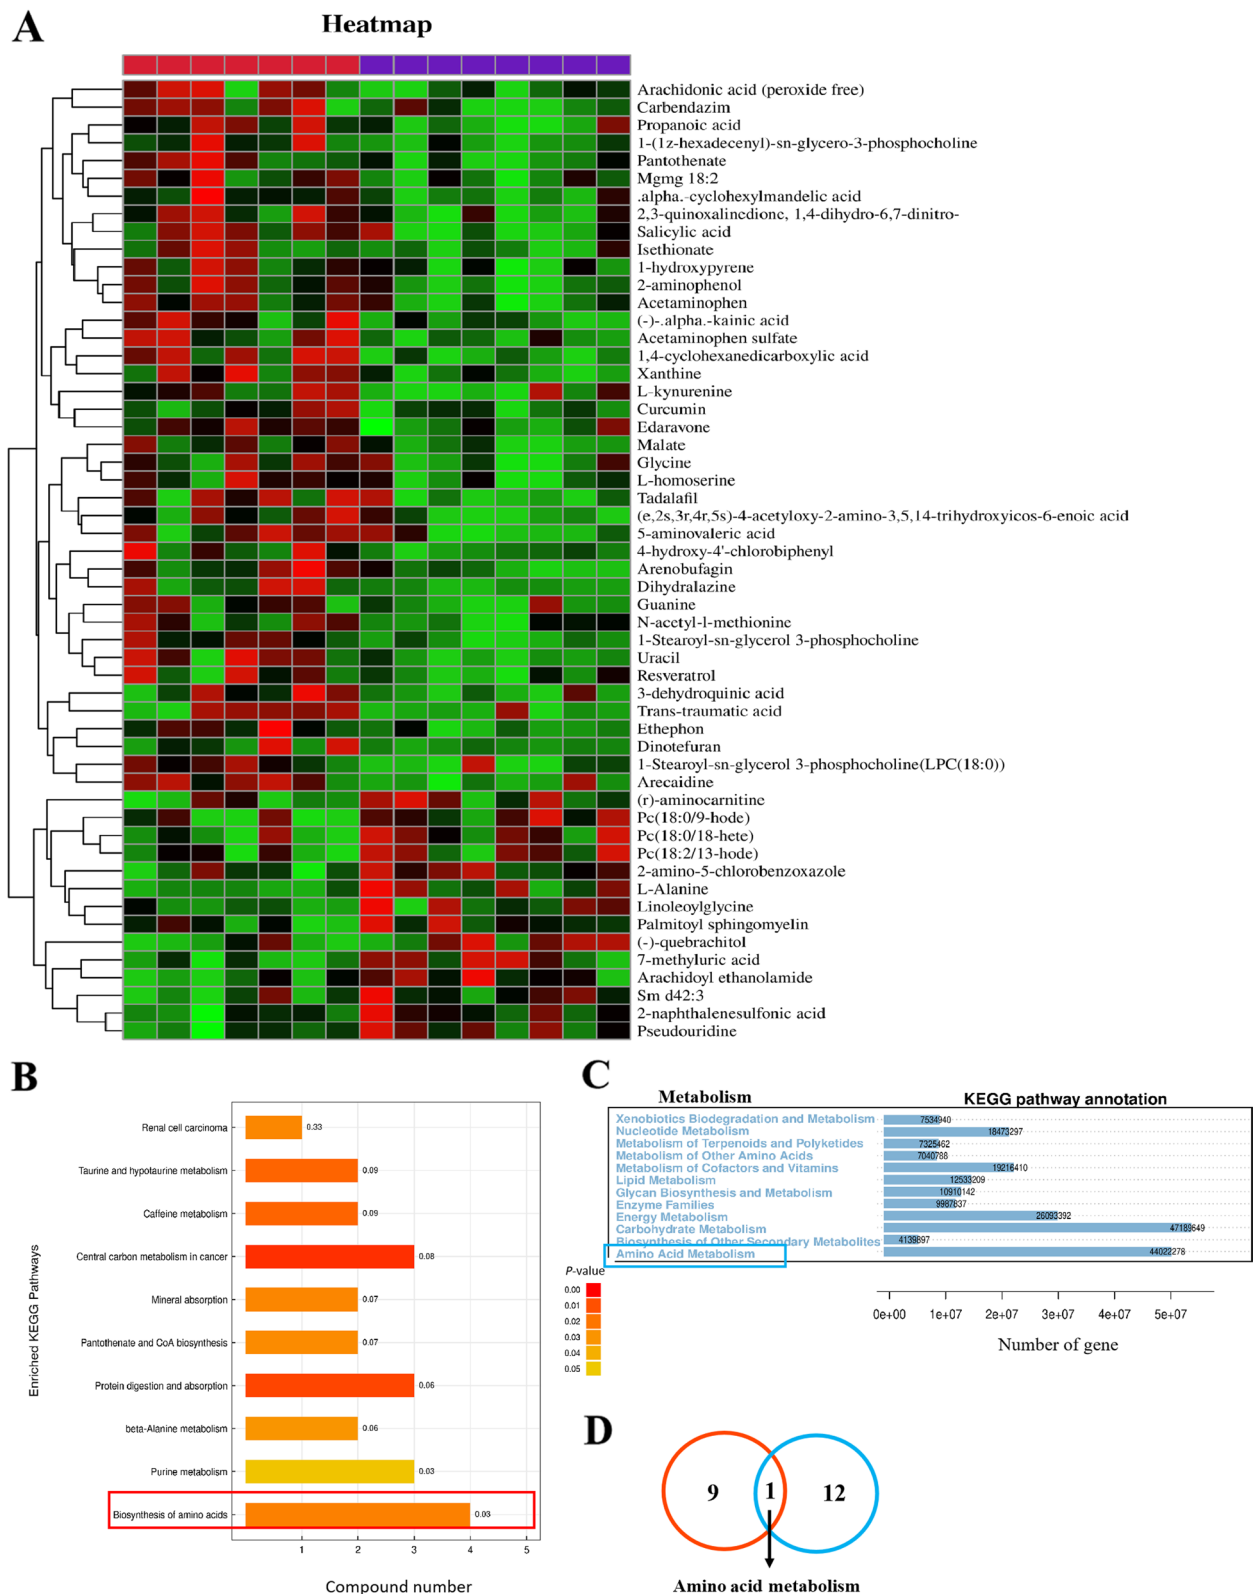 A
Heatmap
Arachidonic acid (peroxide free)
Carbendazim
Propanoic acid
1-(1z-hexadecenyl)-sn-glycero-3-phosphocholine
Pantothenate
Mgmg 18:2
.alpha.-cyclohexylmandelic acid
2,3-quinoxalincdionc, 1,4-dihydro-6,7-dinitro-
Salicylic acid
Isethionate
1-hydroxypyrene
2-aminophenol
Acetaminophen
(-)-.alpha.-kainic acid
Acetaminophen sulfate
1,4-cyclohexanedicarboxylic acid
Xanthine
L-kynurenine
Curcumin
Edaravone
Malate
Glycine
L-homoserine
Tadalafil
(e,2s,3r,4r,5s)-4-acetyloxy-2-amino-3,5,14-trihydroxyicos-6-enoic acid
5-aminovaleric acid
4-hydroxy-4'-chlorobiphenyl
Arenobufagin
Dihydralazine
Guanine
N-acetyl-l-methionine
1-Stearoyl-sn-glycerol 3-phosphocholine
Uracil
Resveratrol
3-dehydroquinic acid
Trans-traumatic acid
Ethephon
Dinotefuran
1-Stearoyl-sn-glycerol 3-phosphocholine(LPC(18:0))
Arecaidine
(r)-aminocarnitine
Pc(18:0/9-hode)
Pc(18:0/18-hete)
Pc(18:2/13-hode)
2-amino-5-chlorobenzoxazole
L-Alanine
Linoleoylglycine
Palmitoyl sphingomyelin
(-)-quebrachitol
7-methyluric acid
Arachidoyl ethanolamide
Sm d42:3
2-naphthalenesulfonic acid
Pseudouridine
B
Enriched KEGG Pathways
Renal cell carcinoma 0.33
Taurine and hypotaurine metabolism 0.09
Caffeine metabolism 0.09
Central carbon metabolism in cancer 0.08
Mineral absorption 0.07
Pantothenate and CoA biosynthesis 0.07
Protein digestion and absorption 0.06
beta-Alanine metabolism 0.06
Purine metabolism 0.03
Biosynthesis of amino acids 0.03
1 2 3 4 5
Compound number
P-value
0.00
0.01
0.02
0.03
0.04
0.05
C
Metabolism KEGG pathway annotation
Xenobiotics Biodegradation and Metabolism 7534940
Nucleotide Metabolism 18473297
Metabolism of Terpenoids and Polyketides 7325462
Metabolism of Other Amino Acids 7040788
Metabolism of Cofactors and Vitamins 19216410
Lipid Metabolism 12533209
Glycan Biosynthesis and Metabolism 10910142
Enzyme Families 9987837
Energy Metabolism 26093392
Carbohydrate Metabolism 47189649
Biosynthesis of Other Secondary Metabolites 4139897
Amino Acid Metabolism 44022278
0e+00 1e+07 2e+07 3e+07 4e+07 5e+07
Number of gene
D
9 1 12
Amino acid metabolism